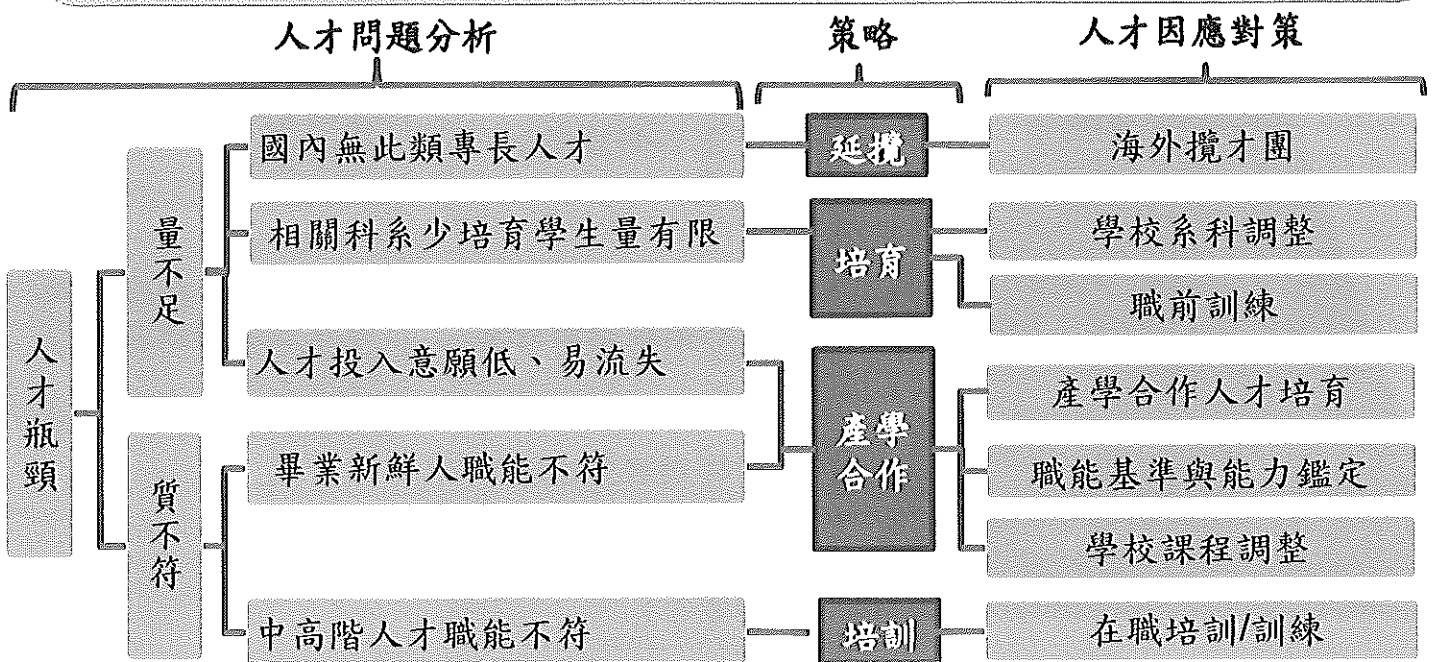 人才問題分析
策略
人才因應對策
人才瓶頸
量不足
國內無此類專長人才
延攬
海外攬才團
相關科系少培育學生量有限
培育
學校系科調整
職前訓練
人才投入意願低、易流失
產學
合作
產學合作人才培育
質不符
畢業新鮮人職能不符
職能基準與能力鑑定
學校課程調整
中高階人才職能不符
培訓
在職培訓/訓練